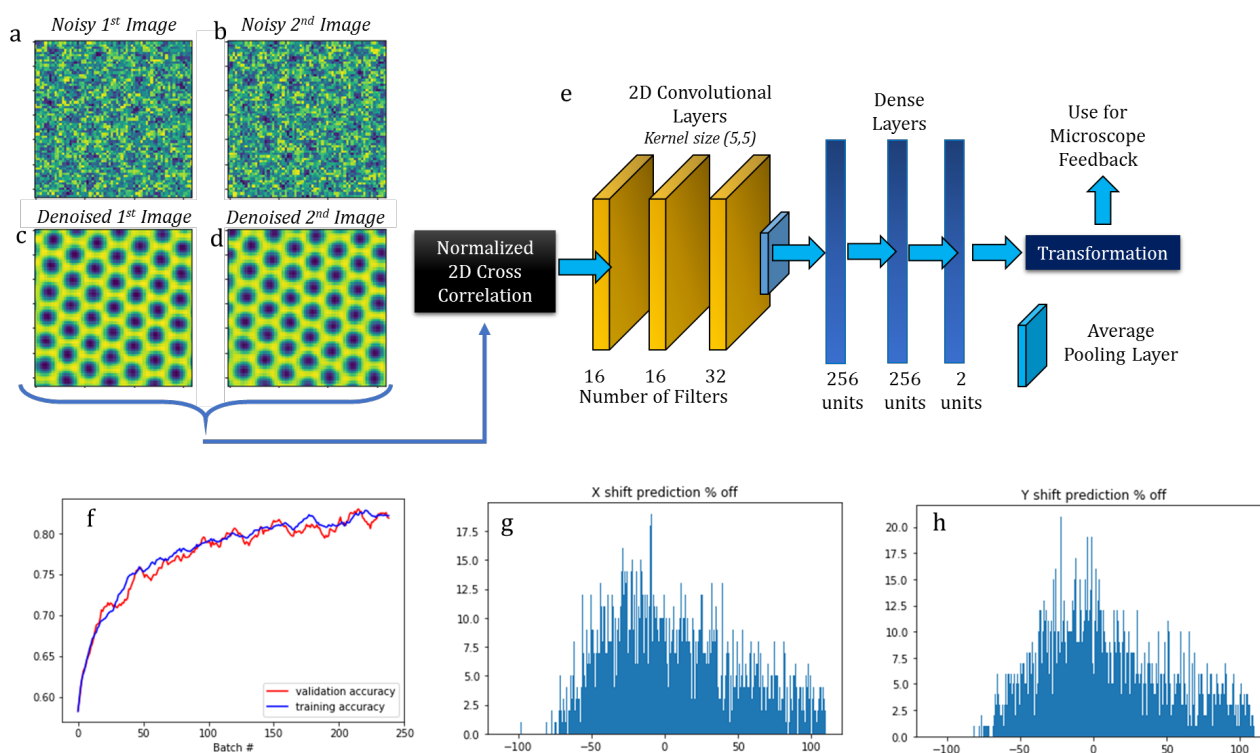 a
Noisy 1st Image
b
Noisy 2nd Image
c
Denoised 1st Image
d
Denoised 2nd Image
Normalized
2D Cross
Correlation
e
2D Convolutional
Layers
Kernel size (5,5)
16
16
32
Number of Filters
Dense
Layers
256
units
256
units
2
units
Use for
Microscope
Feedback
Transformation
Average
Pooling Layer
f
0.80
0.75
0.70
0.65
0.60
validation accuracy
training accuracy
0
50
100
150
200
250
Batch #
X shift prediction % off
g
17.5
15.0
12.5
10.0
7.5
5.0
2.5
0.0
−100
−50
0
50
100
Y shift prediction % off
h
20.0
17.5
15.0
12.5
10.0
7.5
5.0
2.5
0.0
−100
−50
0
50
100